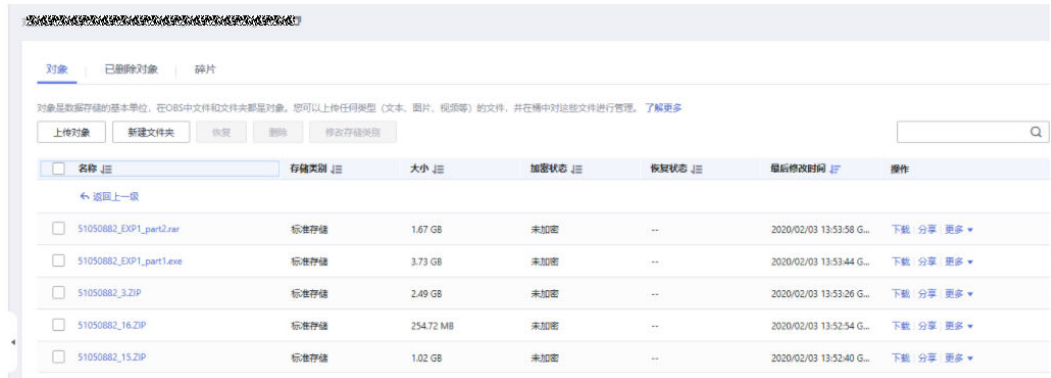 对象 已删除对象 碎片
对象是数据存储的基本单位，在OBS中文件和文件夹都是对象。您可以上传任何类型（文本、图片、视频等）的文件，并在桶中对这些文件进行管理。 了解更多
上传对象 新建文件夹 恢复 删除 修改存储类别
名称 存储类别 大小 加密状态 恢复状态 最后修改时间 操作
返回上一级
51050882_EXP1_part2.rar 标准存储 1.67 GB 未加密 -- 2020/02/03 13:53:58 G... 下载 分享 更多
51050882_EXP1_part1.exe 标准存储 3.73 GB 未加密 -- 2020/02/03 13:53:44 G... 下载 分享 更多
51050882_3.ZIP 标准存储 2.49 GB 未加密 -- 2020/02/03 13:53:26 G... 下载 分享 更多
51050882_16.ZIP 标准存储 254.72 MB 未加密 -- 2020/02/03 13:52:54 G... 下载 分享 更多
51050882_15.ZIP 标准存储 1.02 GB 未加密 -- 2020/02/03 13:52:40 G... 下载 分享 更多